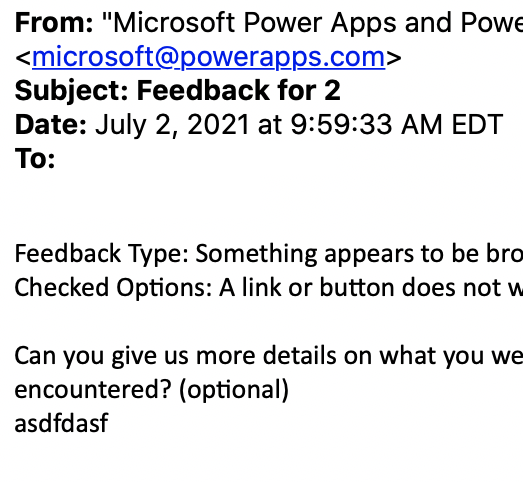 From: "Microsoft Power Apps and Powe
<microsoft@powerapps.com>
Subject: Feedback for 2
Date: July 2, 2021 at 9:59:33 AM EDT
To:
Feedback Type: Something appears to be bro
Checked Options: A link or button does not w
Can you give us more details on what you we
encountered? (optional)
asdfdasf